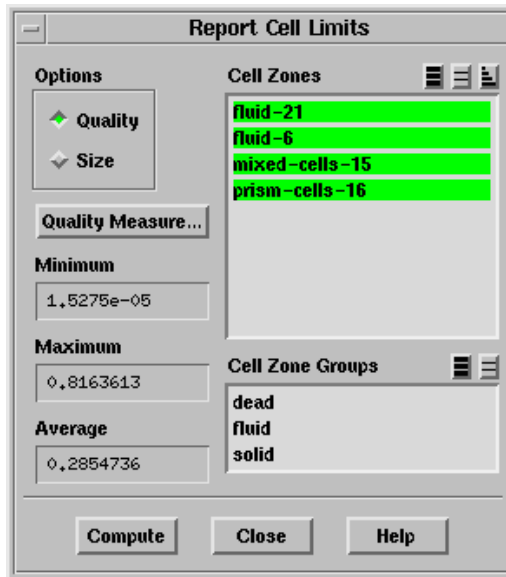 Report Cell Limits
Options
Quality
Size
Quality Measure...
Minimum
1.5275e-05
Maximum
0.8163613
Average
0.2854736
Cell Zones
fluid-21
fluid-6
mixed-cells-15
prism-cells-16
Cell Zone Groups
dead
fluid
solid
Compute
Close
Help